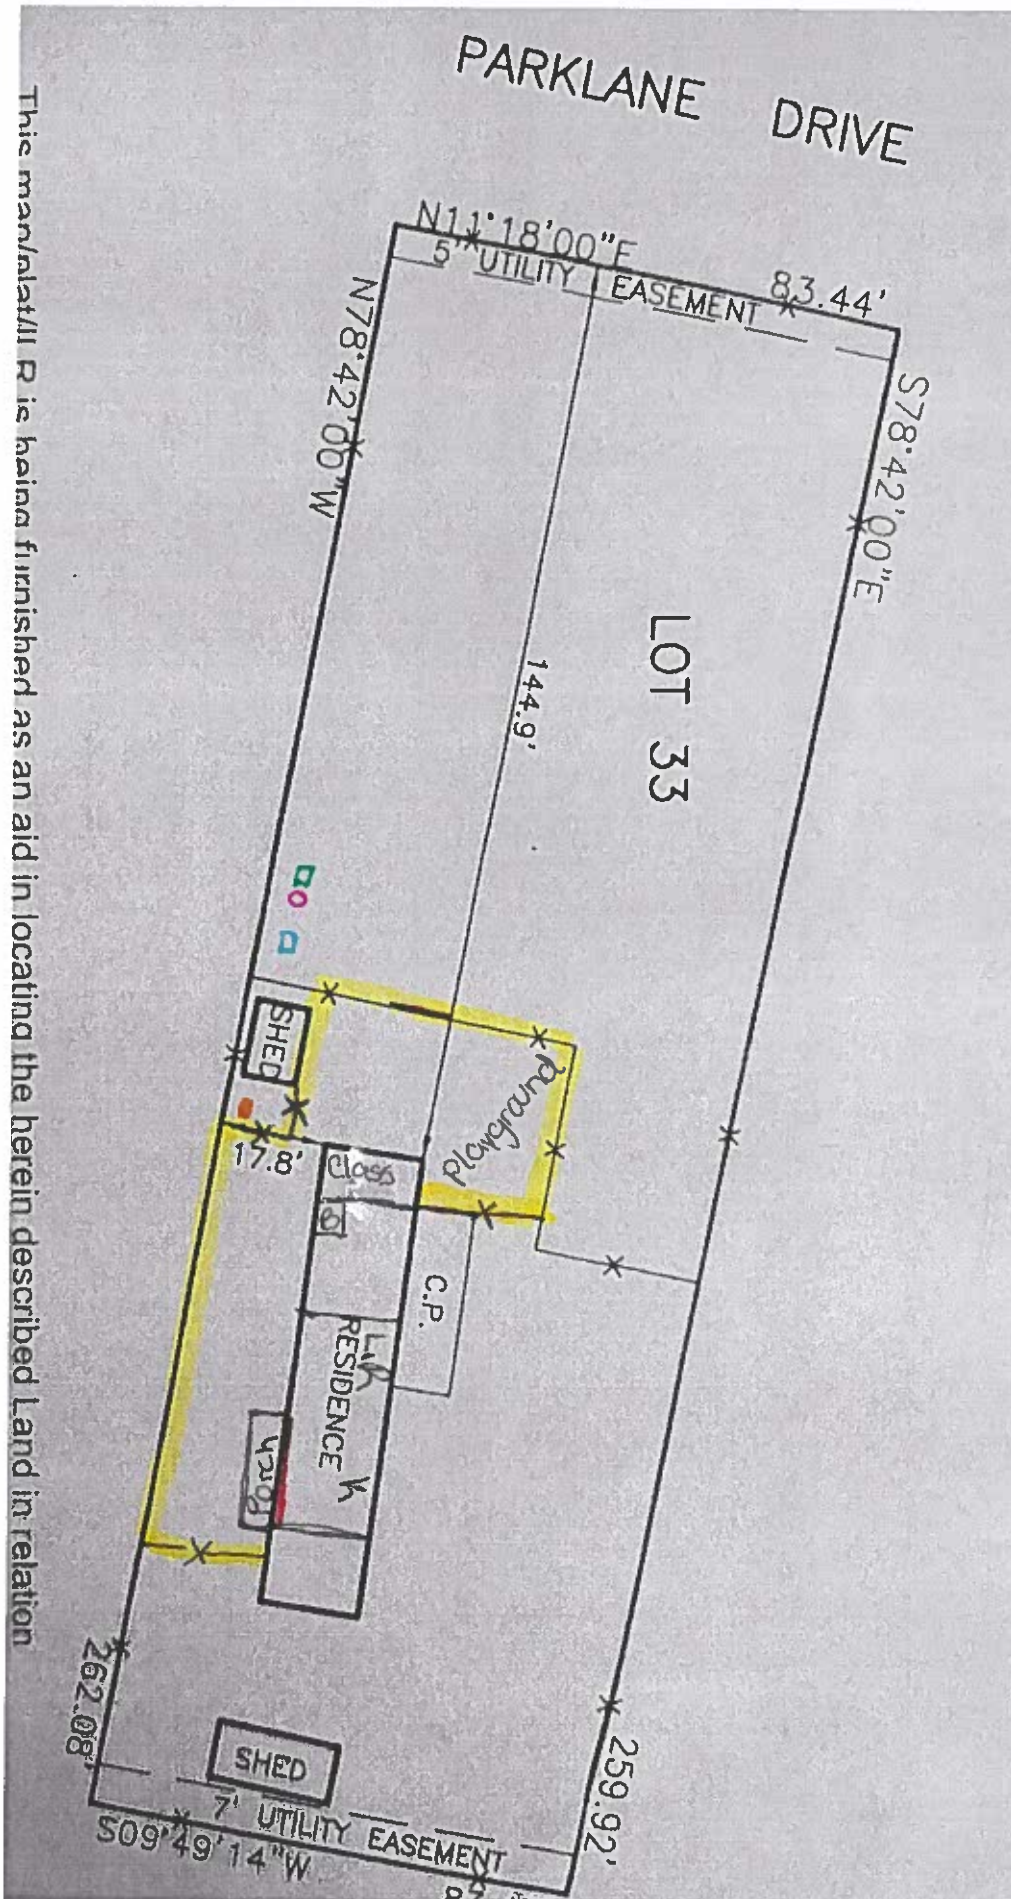 PARKLANE DRIVE
N11°18'00"E
83.44'
5' UTILITY EASEMENT
N78°42'00"W
S78°42'00"E
LOT 33
144.9'
SHED
playground
17.8'
Class
B
C.P.
L.R
RESIDENCE
K
SHED
262.08'
259.92'
7' UTILITY EASEMENT
S09°49'14"W
This map/plat/ILR is being furnished as an aid in locating the herein described Land in relation